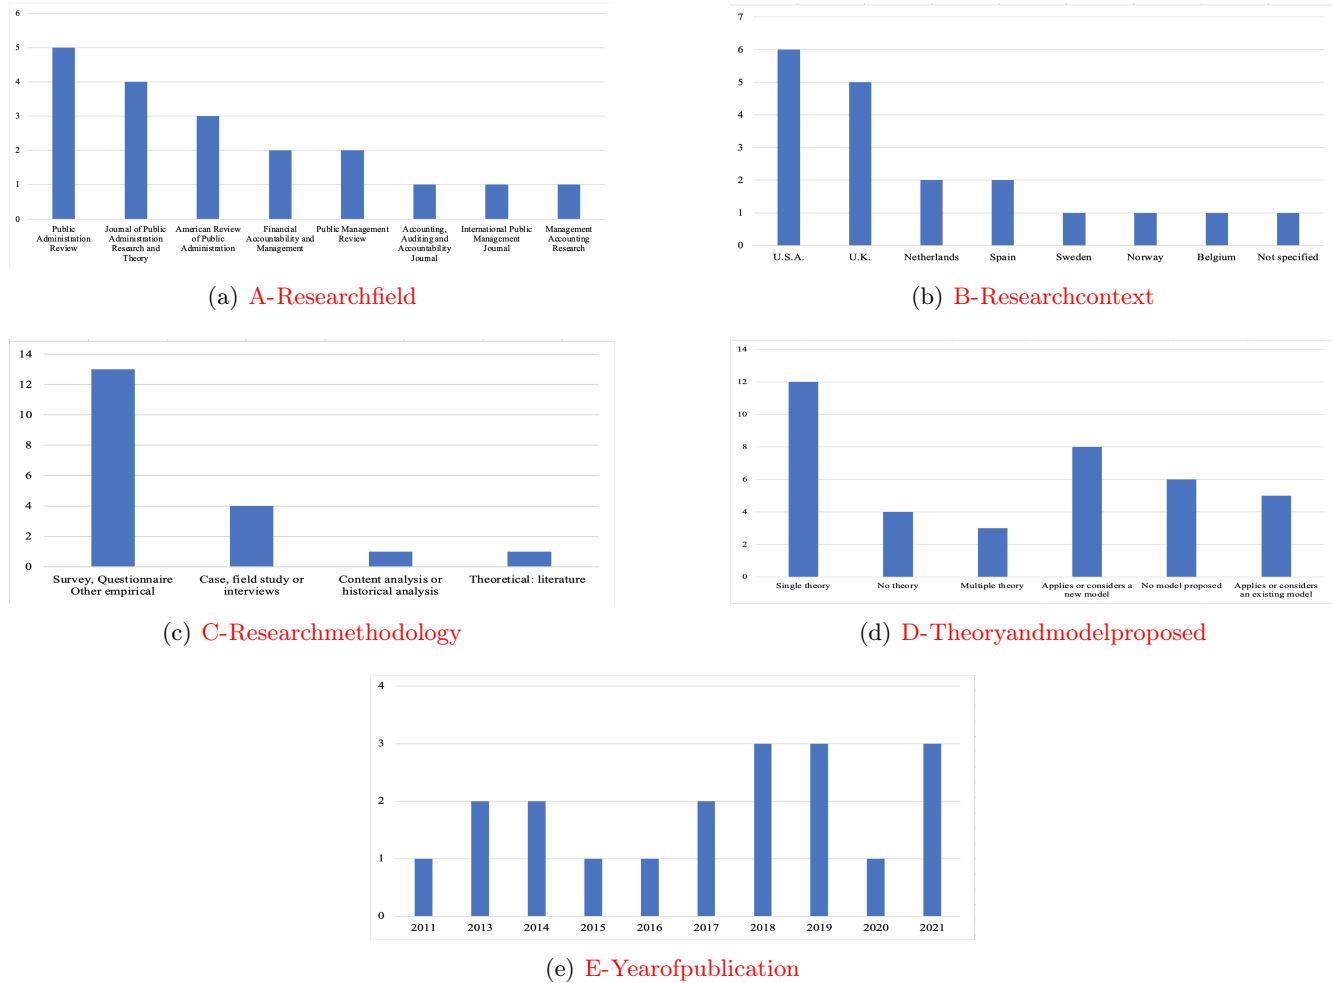 6
5
4
3
2
1
0
Public
Administration
Review
Journal of Public
Administration
Research and
Theory
American Review
of Public
Administration
Financial
Accountability and
Management
Public Management
Review
Accounting,
Auditing and
Accountability
Journal
International Public
Management
Journal
Management
Accounting
Research
(a) A-Researchfield
7
6
5
4
3
2
1
0
U.S.A.
U.K.
Netherlands
Spain
Sweden
Norway
Belgium
Not specified
(b) B-Researchcontext
14
12
10
8
6
4
2
0
Survey, Questionnaire
Other empirical
Case, field study or
interviews
Content analysis or
historical analysis
Theoretical: literature
(c) C-Researchmethodology
14
12
10
8
6
4
2
0
Single theory
No theory
Multiple theory
Applies or considers a
new model
No model proposed
Applies or considers
an existing model
(d) D-Theoryandmodelproposed
4
3
2
1
0
2011
2013
2014
2015
2016
2017
2018
2019
2020
2021
(e) E-Yearofpublication